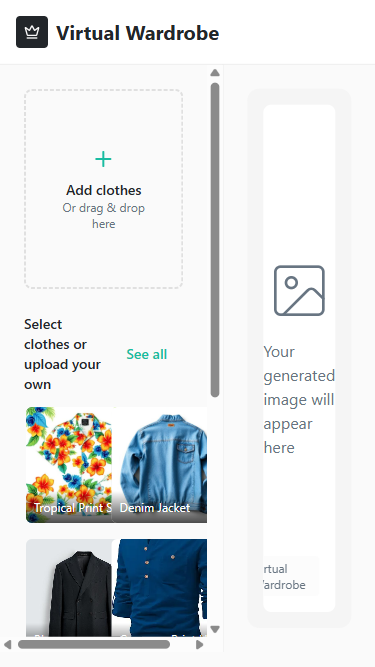 Virtual Wardrobe
Add clothes
Or drag & drop
here
Select
clothes or
upload your
own
See all
Tropical Print S
Denim Jacket
Your
generated
image will
appear
here
rtual
ardrobe